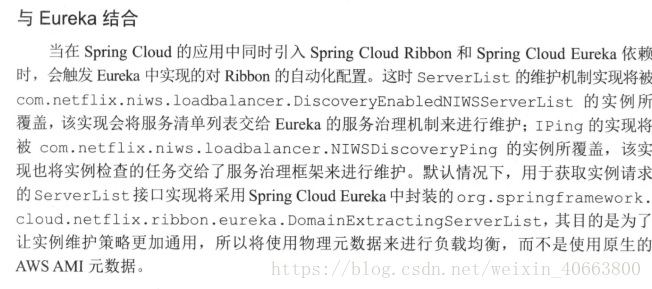 与 Eureka 结合
当在 Spring Cloud 的应用中同时引入 Spring Cloud Ribbon 和 Spring Cloud Eureka 依赖
时，会触发 Eureka 中实现的对 Ribbon 的自动化配置。这时 ServerList 的维护机制实现将被
com.netflix.niws.loadbalancer.DiscoveryEnabledNIWSServerList 的实例所
覆盖，该实现会将服务清单列表交给 Eureka 的服务治理机制来进行维护；IPing 的实现将
被 com.netflix.niws.loadbalancer.NIWSDiscoveryPing 的实例所覆盖，该实
现也将实例检查的任务交给了服务治理框架来进行维护。默认情况下，用于获取实例请求
的 ServerList 接口实现将采用 Spring Cloud Eureka 中封装的 org.springframework.
cloud.netflix.ribbon.eureka.DomainExtractingServerList，其目的是为了
让实例维护策略更加通用，所以将使用物理元数据来进行负载均衡，而不是使用原生的
AWS AMI 元数据。
https://blog.csdn.net/weixin_40663800